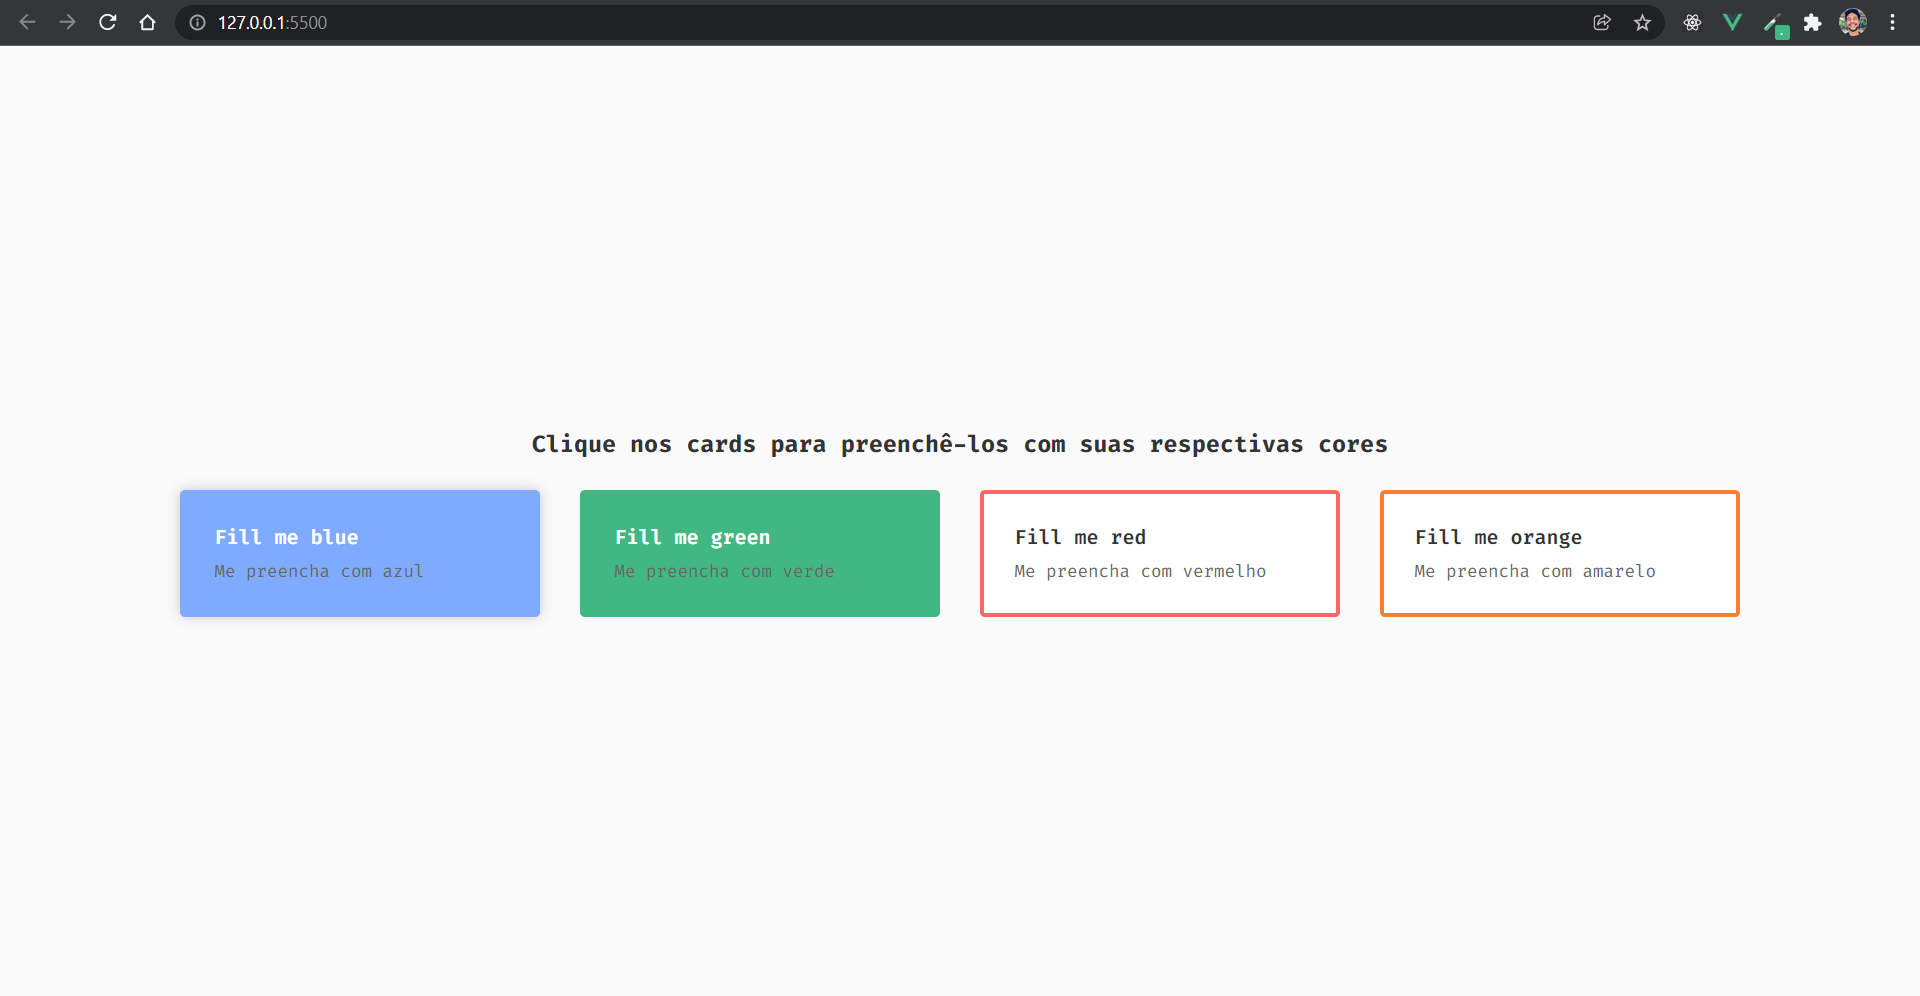 127.0.0.1:5500
Clique nos cards para preenchê-los com suas respectivas cores
Fill me blue
Me preencha com azul
Fill me green
Me preencha com verde
Fill me red
Me preencha com vermelho
Fill me orange
Me preencha com amarelo